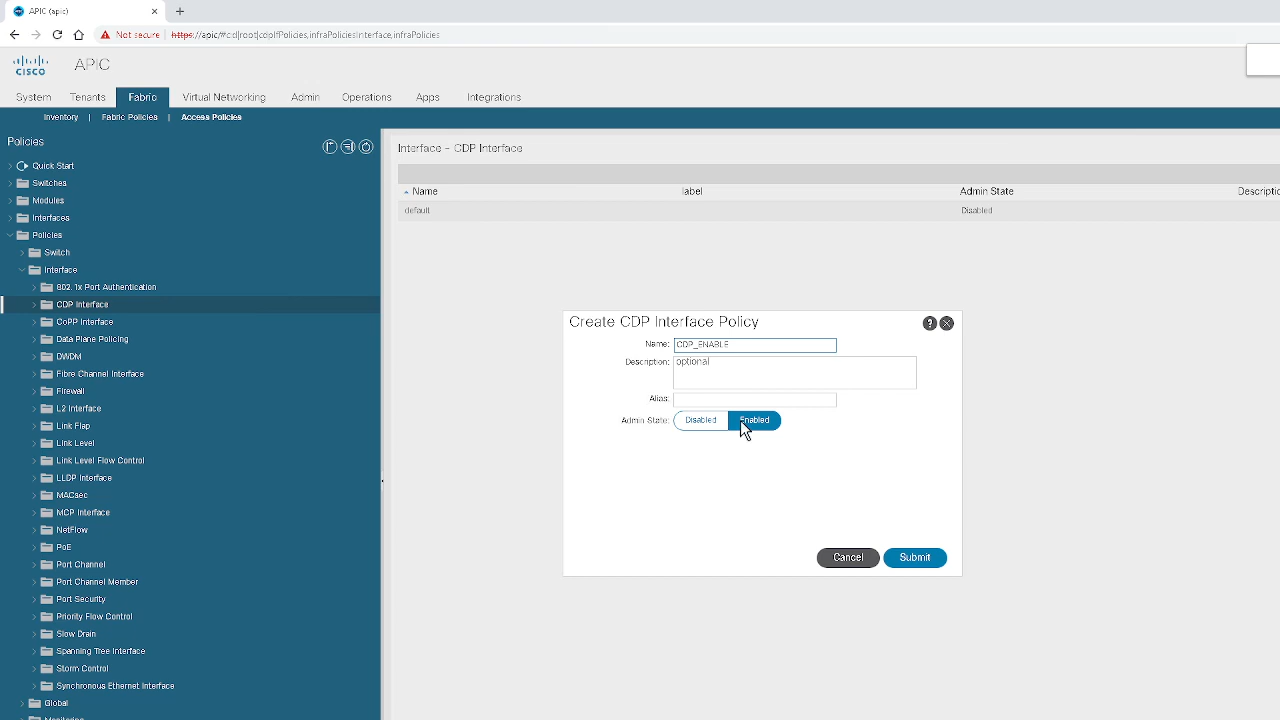 APIC (apic)
Not secure https://apic/#c:d|root|cdpIfPolicies,infraPoliciesInterface,infraPolicies
CISCO APIC
System Tenants Fabric Virtual Networking Admin Operations Apps Integrations
Inventory | Fabric Policies | Access Policies
Policies
Quick Start
Switches
Modules
Interfaces
Policies
Switch
Interface
802.1x Port Authentication
CDP Interface
CoPP Interface
Data Plane Policing
DWDM
Fibre Channel Interface
Firewall
L2 Interface
Link Flap
Link Level
Link Level Flow Control
LLDP Interface
MACsec
MCP Interface
NetFlow
PoE
Port Channel
Port Channel Member
Port Security
Priority Flow Control
Slow Drain
Spanning Tree Interface
Storm Control
Synchronous Ethernet Interface
Global
Interface - CDP Interface
Name label Admin State Descriptio
default Disabled
Create CDP Interface Policy
Name: CDP_ENABLE
Description: optional
Alias:
Admin State: Disabled Enabled
Cancel Submit